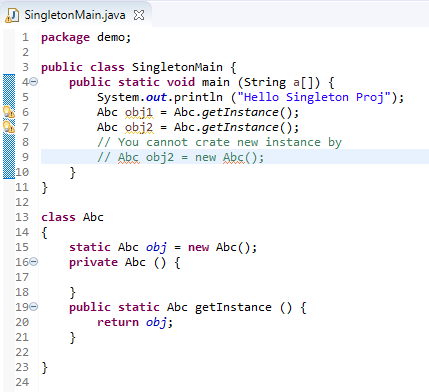 SingletonMain.java
1 package demo;
2
3 public class SingletonMain {
4 public static void main (String a[]) {
5 System.out.println ("Hello Singleton Proj");
6 Abc obj1 = Abc.getInstance();
7 Abc obj2 = Abc.getInstance();
8 // You cannot crate new instance by
9 // Abc obj2 = new Abc();
10 }
11 }
12
13 class Abc
14 {
15 static Abc obj = new Abc();
16 private Abc () {
17
18 }
19 public static Abc getInstance () {
20 return obj;
21 }
22
23 }
24